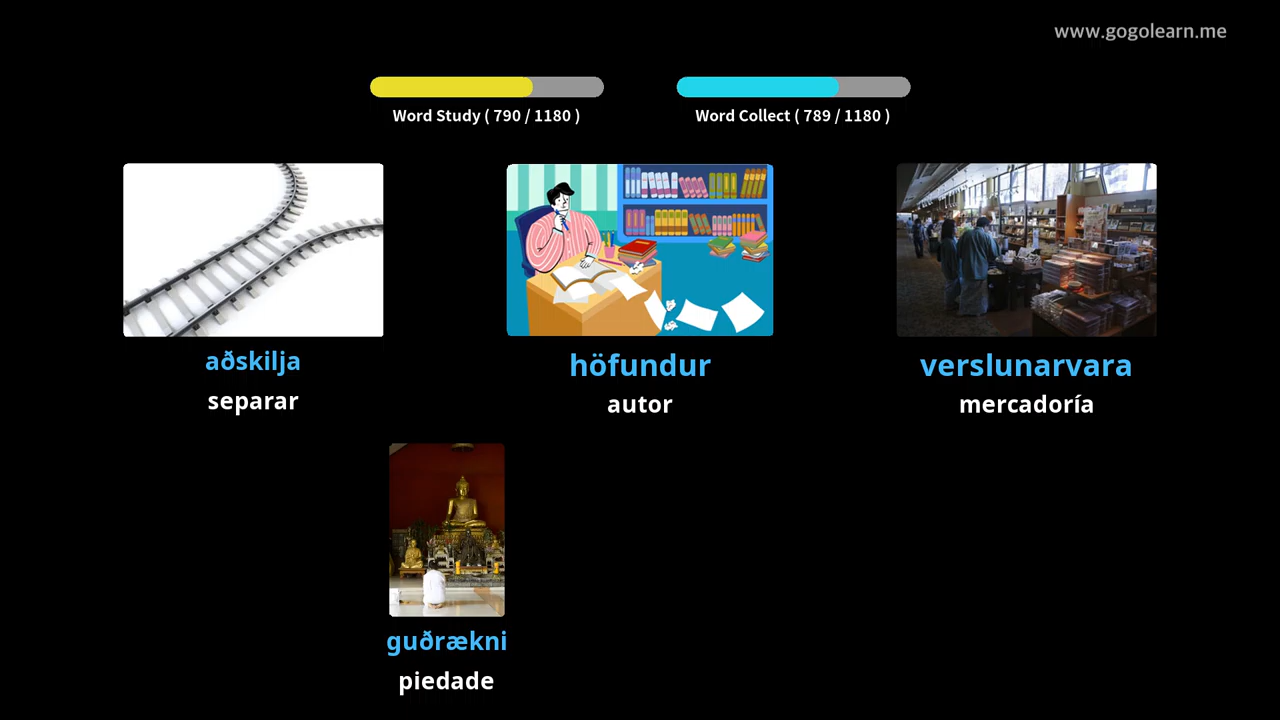 www.gogolearn.me
Word Study ( 790 / 1180 )
Word Collect ( 789 / 1180 )
aðskilja
separar
höfundur
autor
verslunarvara
mercadoría
guðrækni
piedade